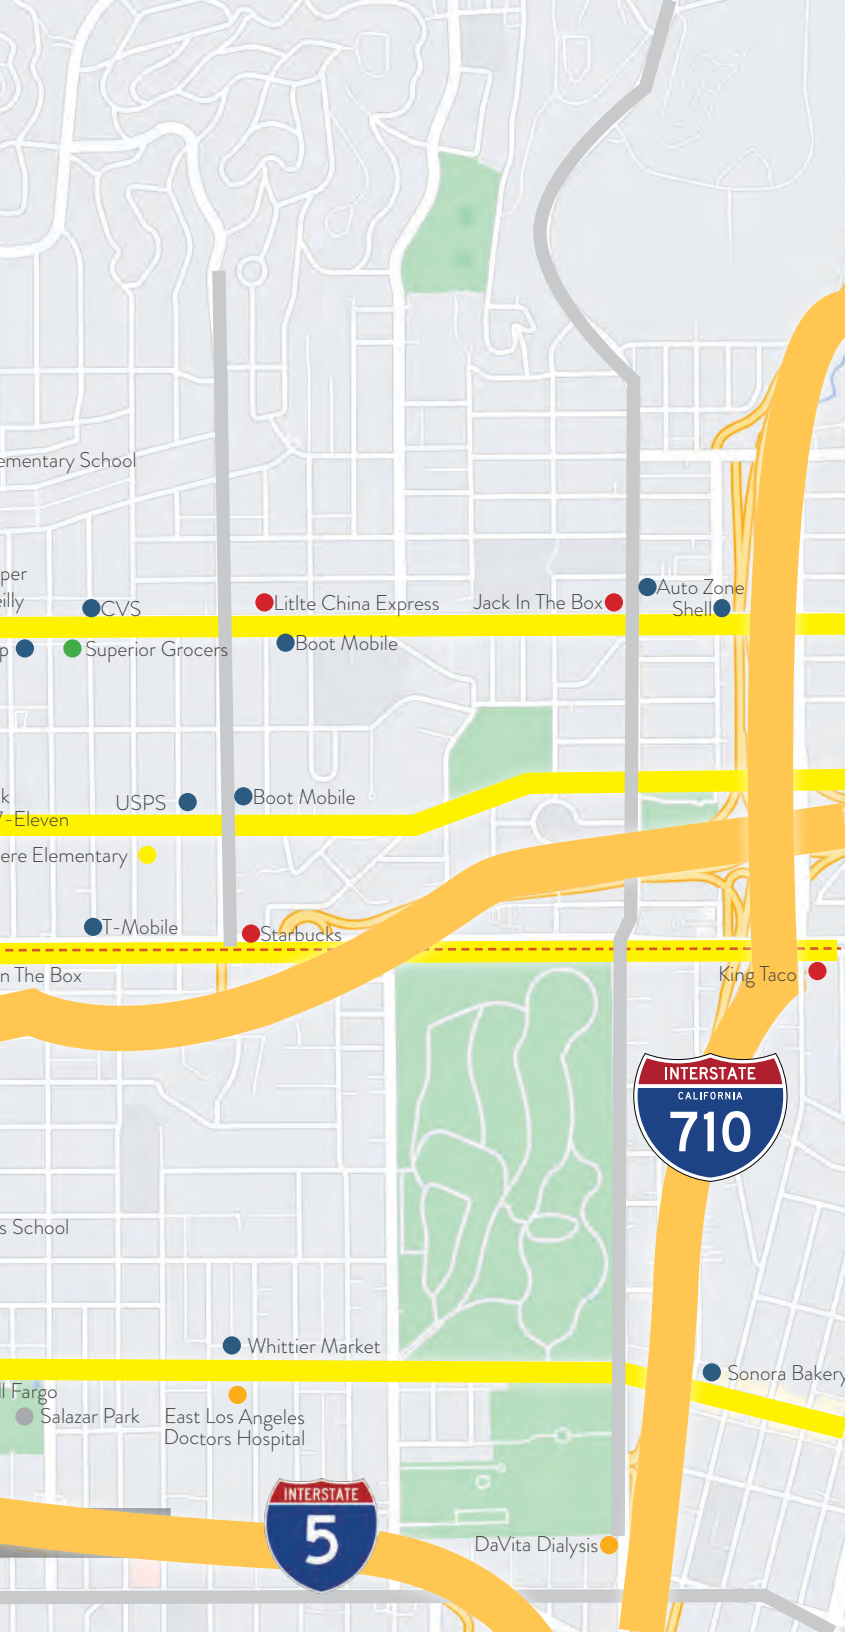 ementary School
per
eilly
CVS
Litlte China Express
Jack In The Box
Auto Zone
Shell
p
Superior Grocers
Boot Mobile
k
7-Eleven
USPS
Boot Mobile
ere Elementary
T-Mobile
Starbucks
n The Box
King Taco
INTERSTATE
CALIFORNIA
710
s School
Whittier Market
ll Fargo
Salazar Park
East Los Angeles
Doctors Hospital
Sonora Bakery
INTERSTATE
5
DaVita Dialysis